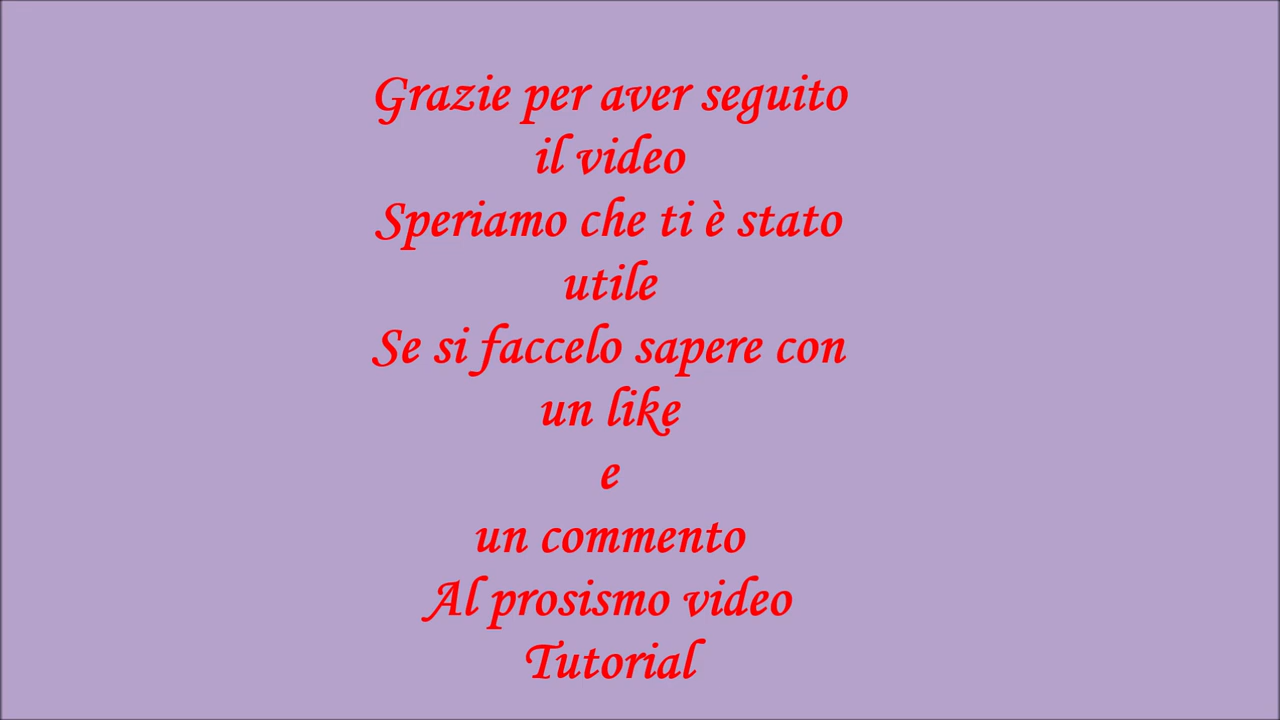 Grazie per aver seguito
il video
Speriamo che ti è stato
utile
Se si faccelo sapere con
un like
e
un commento
Al prosismo video
Tutorial